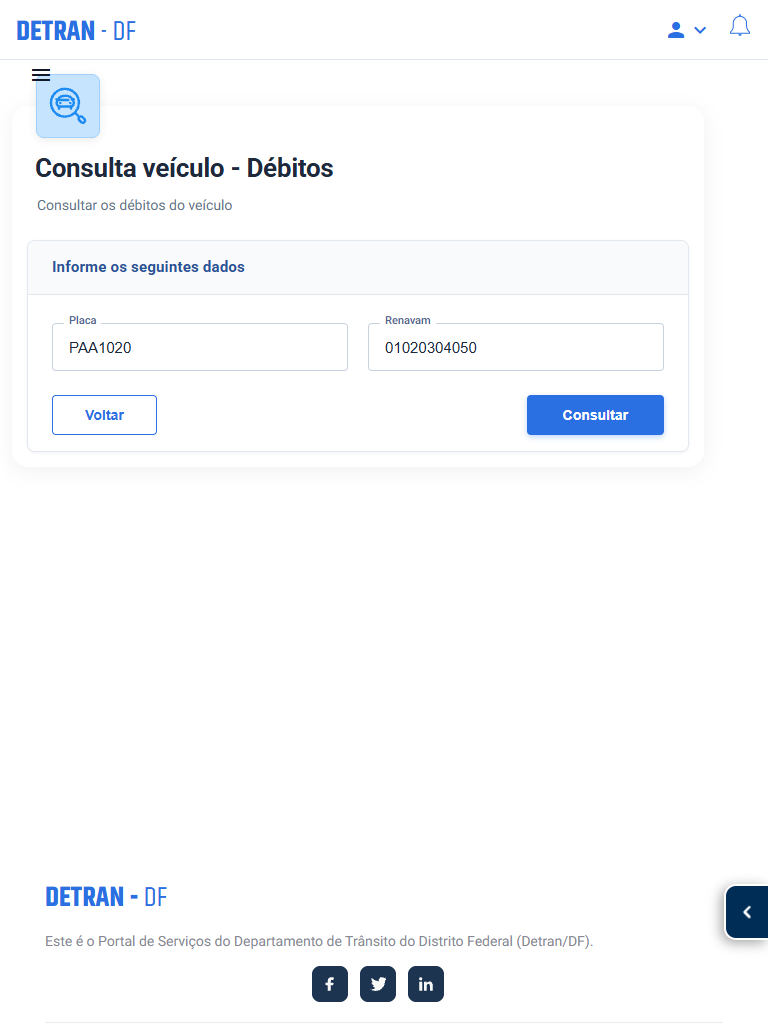 DETRAN - DF
Consulta veículo - Débitos
Consultar os débitos do veículo
Informe os seguintes dados
Placa
PAA1020
Renavam
01020304050
Voltar
Consultar
DETRAN - DF
Este é o Portal de Serviços do Departamento de Trânsito do Distrito Federal (Detran/DF).